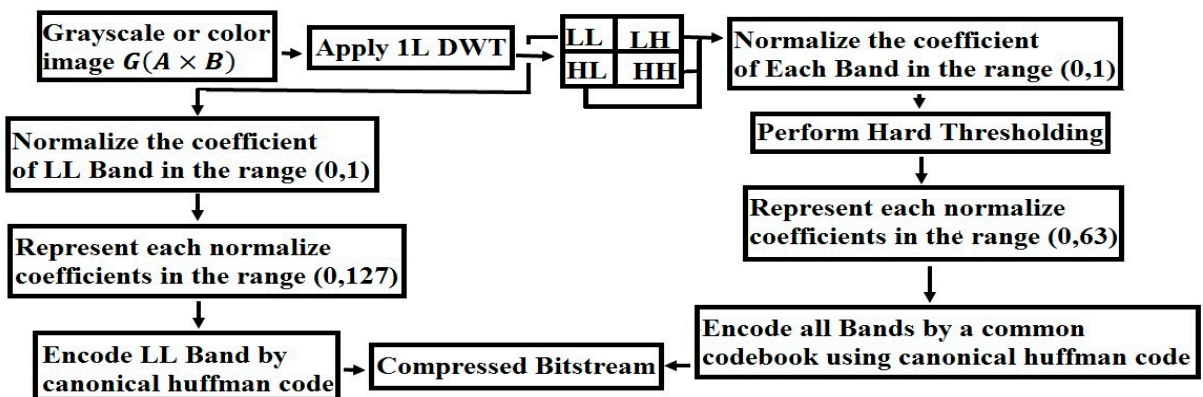 Grayscale or color
image G(A × B)
Apply 1L DWT
LL LH
HL HH
Normalize the coefficient
of Each Band in the range (0,1)
Perform Hard Thresholding
Represent each normalize
coefficients in the range (0,63)
Encode all Bands by a common
codebook using canonical huffman code
Normalize the coefficient
of LL Band in the range (0,1)
Represent each normalize
coefficients in the range (0,127)
Encode LL Band by
canonical huffman code
Compressed Bitstream